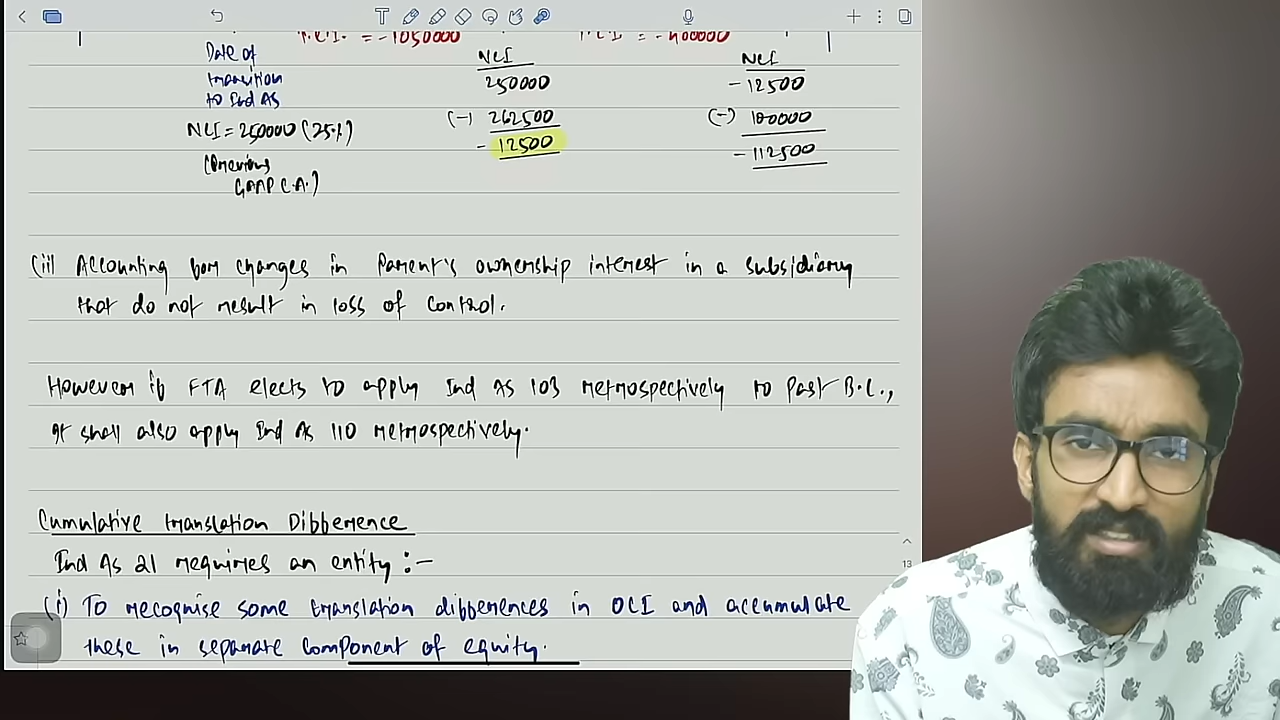 T.C.I. = -1050000
T.C.I = -400000
Date of
transition
to Ind AS
NCI = 250000 (25%)
(Previous
GAAP C.A.)
NCI
250000
(-) 262500
- 12500
NCI
- 12500
(-) 100000
- 112500
(iii) Accounting for changes in Parent's ownership interest in a subsidiary
that do not result in loss of control.
However if FTA elects to apply Ind AS 103 retrospectively to past B.C.,
it shall also apply Ind AS 110 retrospectively.
Cumulative translation Difference
Ind AS 21 requires an entity :-
13
(i) To recognise some translation differences in OCI and accumulate
these in separate component of equity.